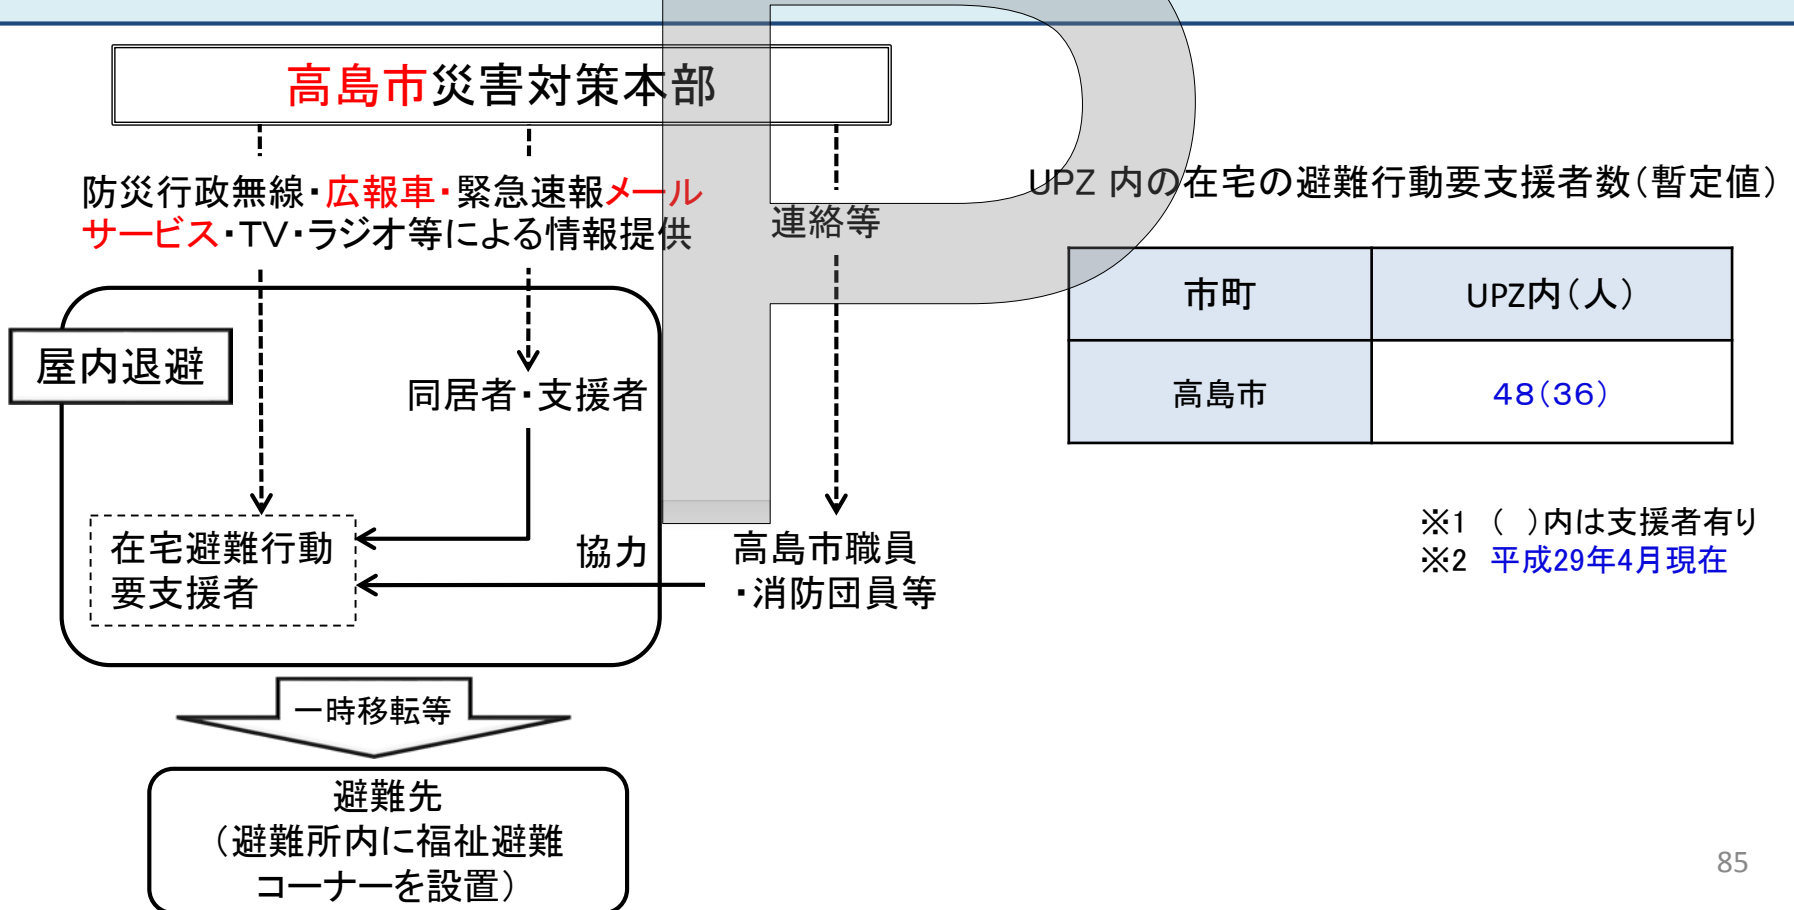 高島市災害対策本部
防災行政無線・広報車・緊急速報メール
サービス・TV・ラジオ等による情報提供
連絡等
屋内退避
同居者・支援者
在宅避難行動
要支援者
協力
高島市職員
・消防団員等
一時移転等
避難先
（避難所内に福祉避難
コーナーを設置）
UPZ 内の在宅の避難行動要支援者数（暫定値）
市町
UPZ内（人）
高島市
48（36）
※1 （ ）内は支援者有り
※2 平成29年4月現在
85
P